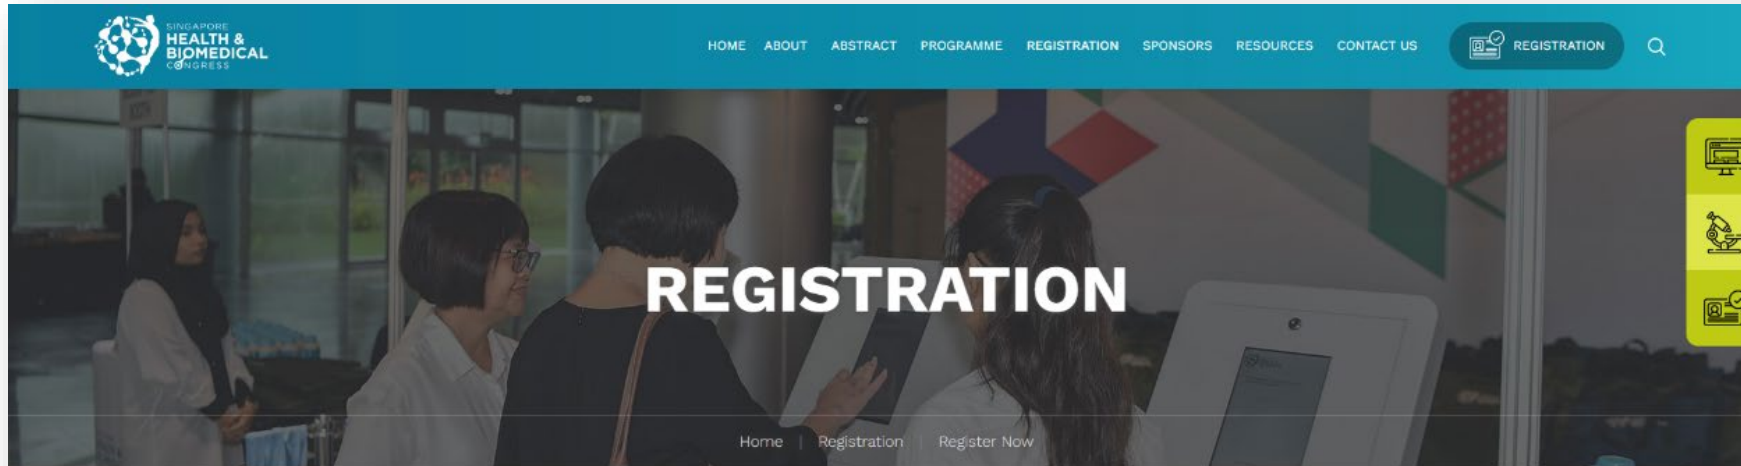 SINGAPORE
HEALTH &
BIOMEDICAL
CONGRESS
HOME ABOUT ABSTRACT PROGRAMME REGISTRATION SPONSORS RESOURCES CONTACT US REGISTRATION
REGISTRATION
Home | Registration | Register Now